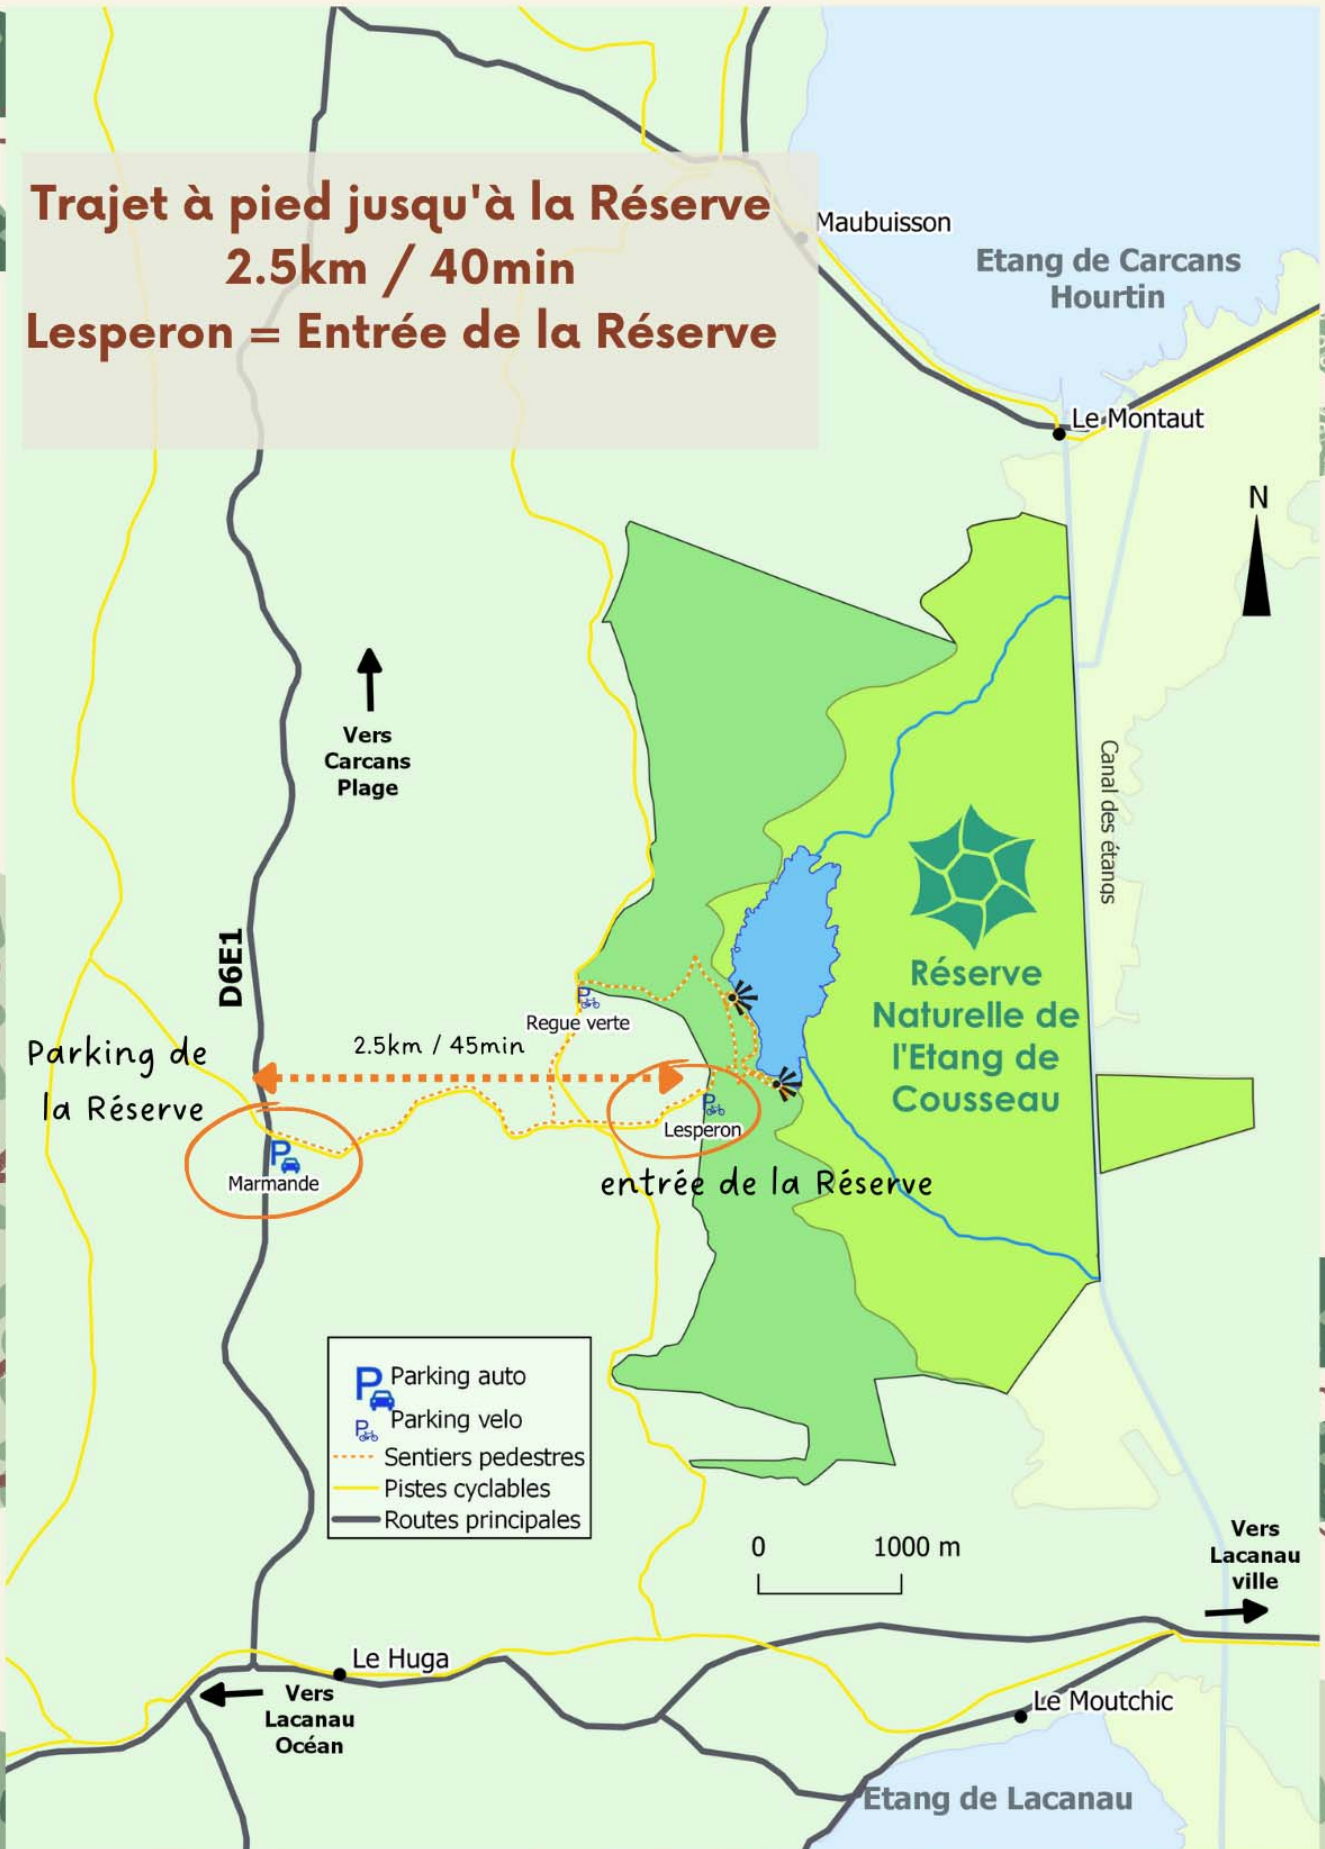 Trajet à pied jusqu'à la Réserve
2.5km / 40min
Lesperon = Entrée de la Réserve
Maubuisson
Etang de Carcans
Hourtin
Le Montaut
N
Vers
Carcans
Plage
Canal des étangs
D6E1
Réserve
Naturelle de
l'Etang de
Cousseau
P
Regue verte
2.5km / 45min
Parking de
la Réserve
P
Lesperon
P
Marmande
entrée de la Réserve
P Parking auto
P Parking velo
Sentiers pedestres
Pistes cyclables
Routes principales
0 1000 m
Vers
Lacanau
ville
Le Huga
Vers
Lacanau
Océan
Le Moutchic
Etang de Lacanau